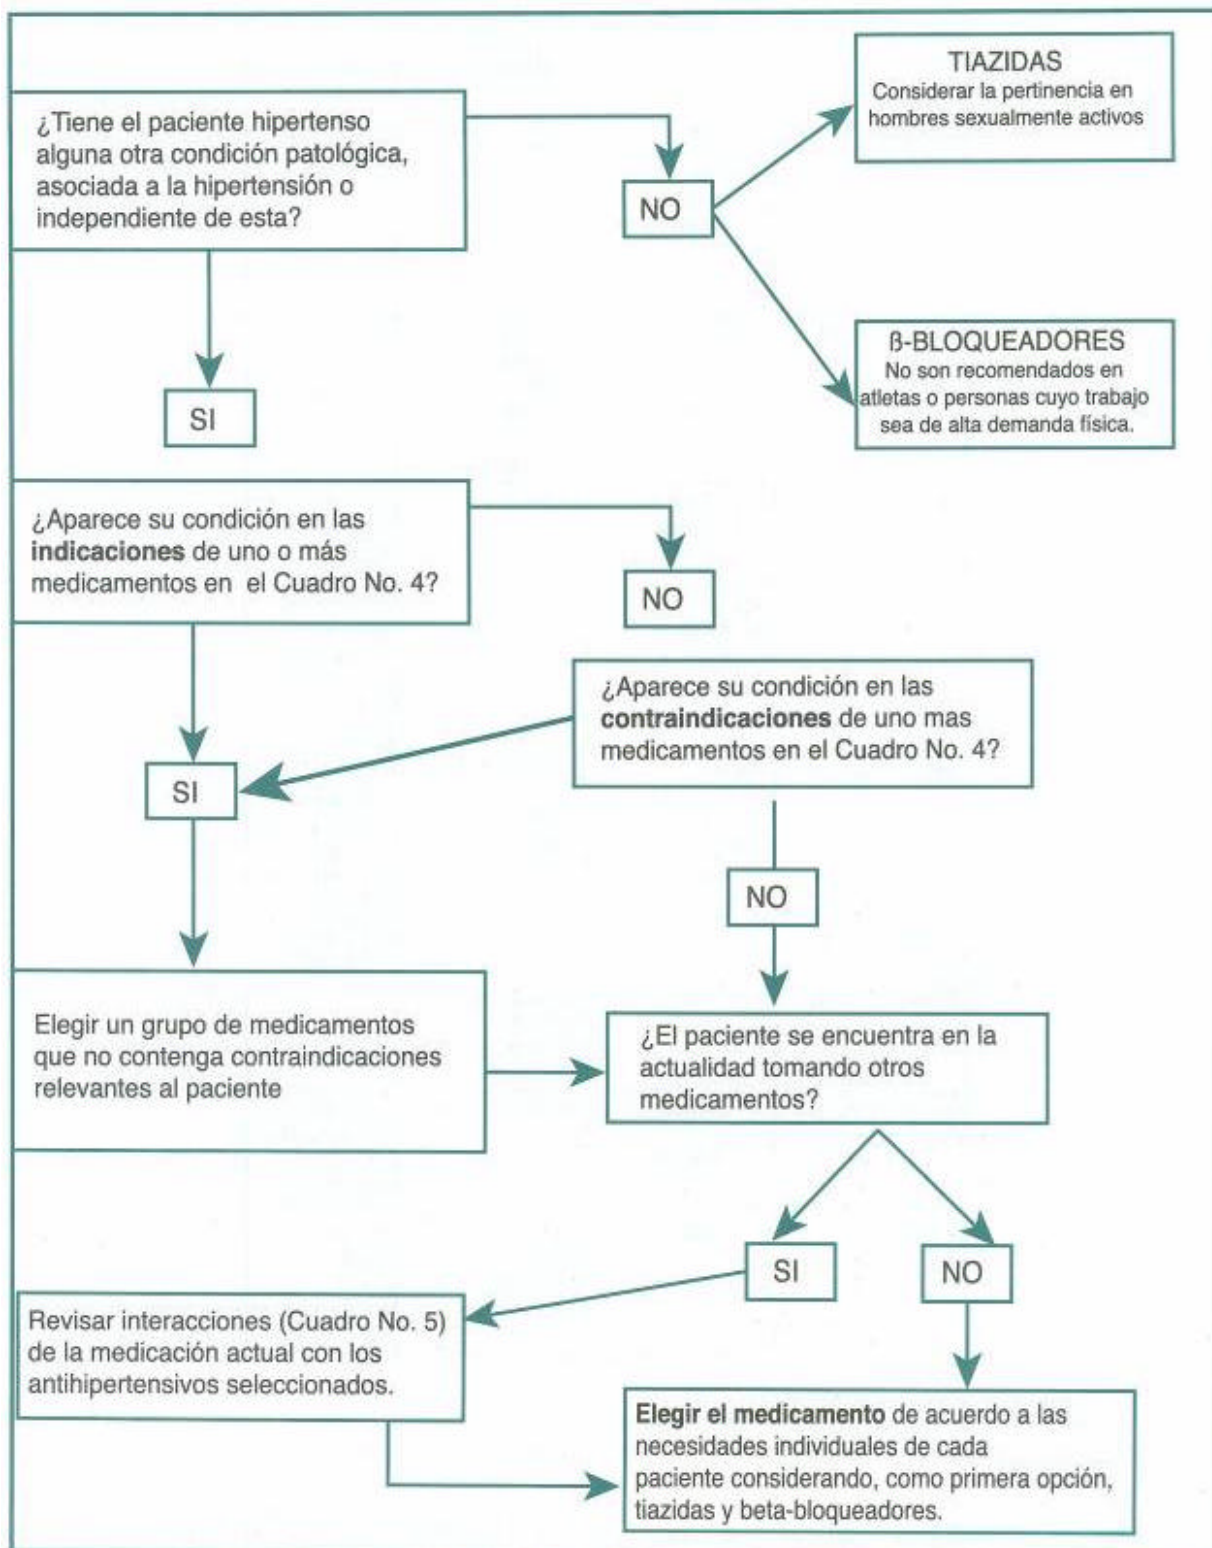 ¿Tiene el paciente hipertenso
alguna otra condición patológica,
asociada a la hipertensión o
independiente de esta?
NO
TIAZIDAS
Considerar la pertinencia en
hombres sexualmente activos
ß-BLOQUEADORES
No son recomendados en
atletas o personas cuyo trabajo
sea de alta demanda física.
SI
¿Aparece su condición en las
indicaciones de uno o más
medicamentos en el Cuadro No. 4?
NO
¿Aparece su condición en las
contraindicaciones de uno mas
medicamentos en el Cuadro No. 4?
SI
NO
Elegir un grupo de medicamentos
que no contenga contraindicaciones
relevantes al paciente
¿El paciente se encuentra en la
actualidad tomando otros
medicamentos?
SI
NO
Revisar interacciones (Cuadro No. 5)
de la medicación actual con los
antihipertensivos seleccionados.
Elegir el medicamento de acuerdo a las
necesidades individuales de cada
paciente considerando, como primera opción,
tiazidas y beta-bloqueadores.